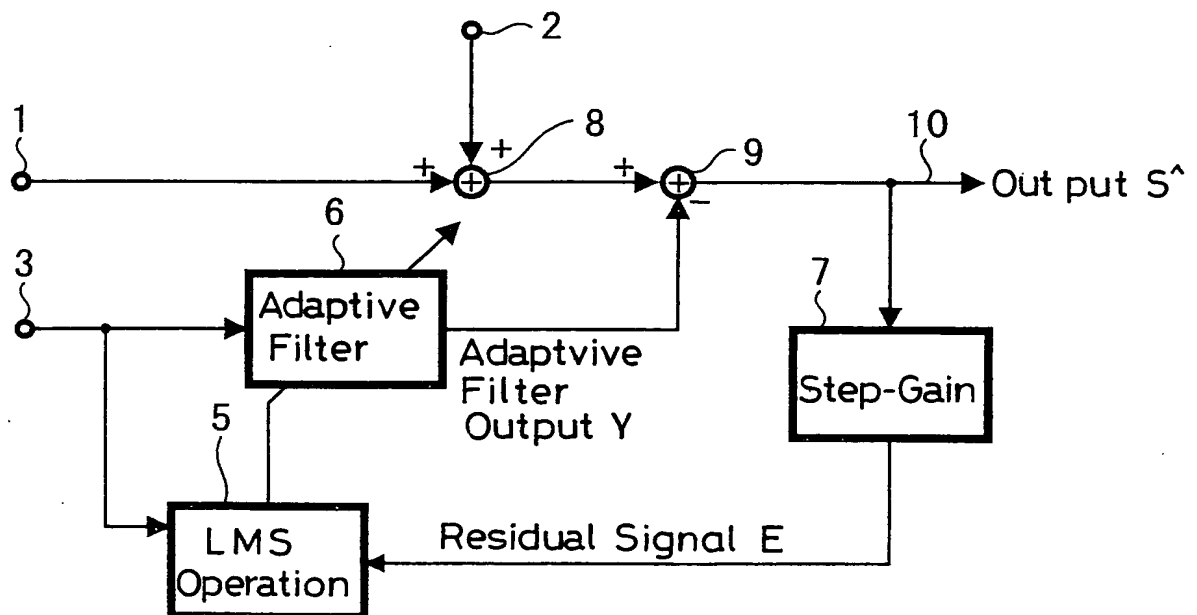 2
1
+
+
8
+
9
-
10
Out put S^
3
6
Adaptive
Filter
Adaptvive
Filter
Output Y
7
Step-Gain
5
LMS
Operation
Residual Signal E